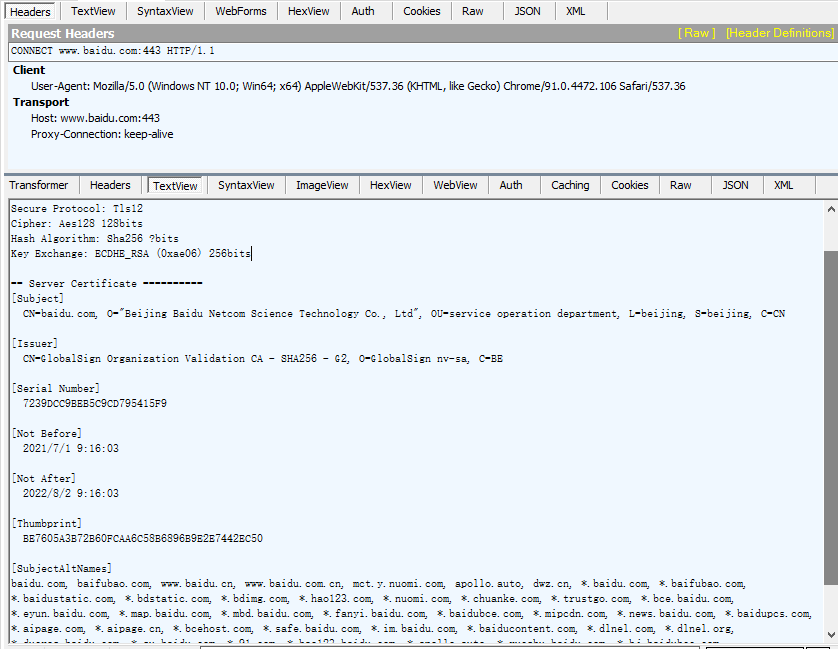 Headers TextView SyntaxView WebForms HexView Auth Cookies Raw JSON XML
Request Headers [ Raw ] [Header Definitions]
CONNECT www.baidu.com:443 HTTP/1.1
Client
User-Agent: Mozilla/5.0 (Windows NT 10.0; Win64; x64) AppleWebKit/537.36 (KHTML, like Gecko) Chrome/91.0.4472.106 Safari/537.36
Transport
Host: www.baidu.com:443
Proxy-Connection: keep-alive
Transformer Headers TextView SyntaxView ImageView HexView WebView Auth Caching Cookies Raw JSON XML
Secure Protocol: Tls12
Cipher: Aes128 128bits
Hash Algorithm: Sha256 ?bits
Key Exchange: ECDHE_RSA (0xae06) 256bits
-- Server Certificate ----------
[Subject]
CN=baidu.com, O="Beijing Baidu Netcom Science Technology Co., Ltd", OU=service operation department, L=beijing, S=beijing, C=CN
[Issuer]
CN=GlobalSign Organization Validation CA - SHA256 - G2, O=GlobalSign nv-sa, C=BE
[Serial Number]
7239DCC9BEB5C9CD795415F9
[Not Before]
2021/7/1 9:16:03
[Not After]
2022/8/2 9:16:03
[Thumbprint]
BE7605A3B72B60FCAA6C58B6896B9E2E7442EC50
[SubjectAltNames]
baidu.com, baifubao.com, www.baidu.cn, www.baidu.com.cn, mct.y.nuomi.com, apollo.auto, dwz.cn, *.baidu.com, *.baifubao.com,
*.baidustatic.com, *.bdstatic.com, *.bdimg.com, *.hao123.com, *.nuomi.com, *.chuanke.com, *.trustgo.com, *.bce.baidu.com,
*.eyun.baidu.com, *.map.baidu.com, *.mbd.baidu.com, *.fanyi.baidu.com, *.baidubce.com, *.mipcdn.com, *.news.baidu.com, *.baidupcs.com,
*.aipage.com, *.aipage.cn, *.bcehost.com, *.safe.baidu.com, *.im.baidu.com, *.baiducontent.com, *.dlnel.com, *.dlnel.org,